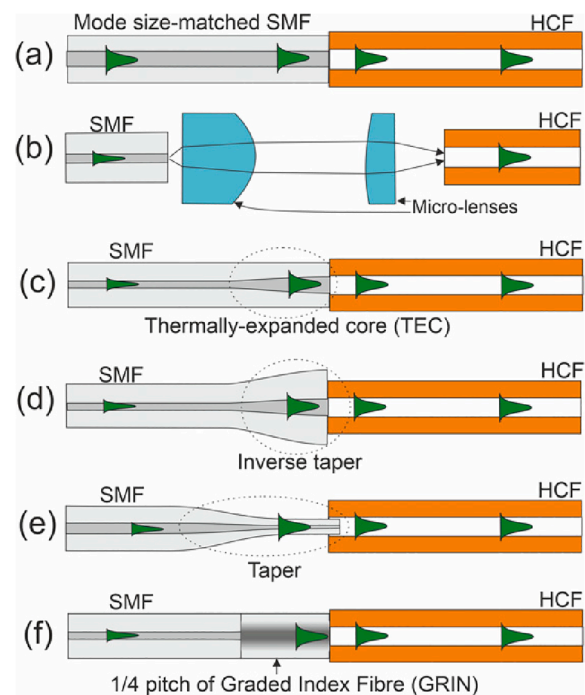 Mode size-matched SMF HCF
(a)
SMF HCF
(b)
Micro-lenses
SMF HCF
(c)
Thermally-expanded core (TEC)
SMF HCF
(d)
Inverse taper
SMF HCF
(e)
Taper
SMF HCF
(f)
1/4 pitch of Graded Index Fibre (GRIN)